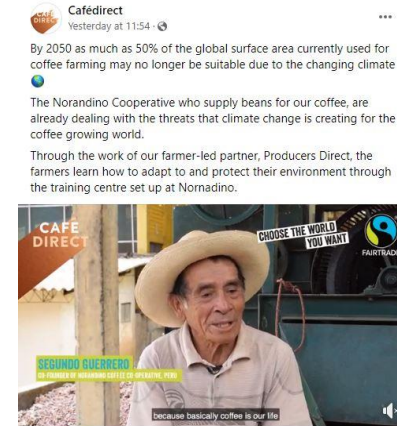 Cafédirect
Yesterday at 11:54 ·
By 2050 as much as 50% of the global surface area currently used for
coffee farming may no longer be suitable due to the changing climate
The Norandino Cooperative who supply beans for our coffee, are
already dealing with the threats that climate change is creating for the
coffee growing world.
Through the work of our farmer-led partner, Producers Direct, the
farmers learn how to adapt to and protect their environment through
the training centre set up at Nornadino.
CAFÉ
DIRECT
CHOOSE THE WORLD
YOU WANT
FAIRTRAD
SEGUNDO GUERRERO
CO-FOUNDER OF NORANDINO COFFEE CO-OPERATIVE, PERU
because basically coffee is our life